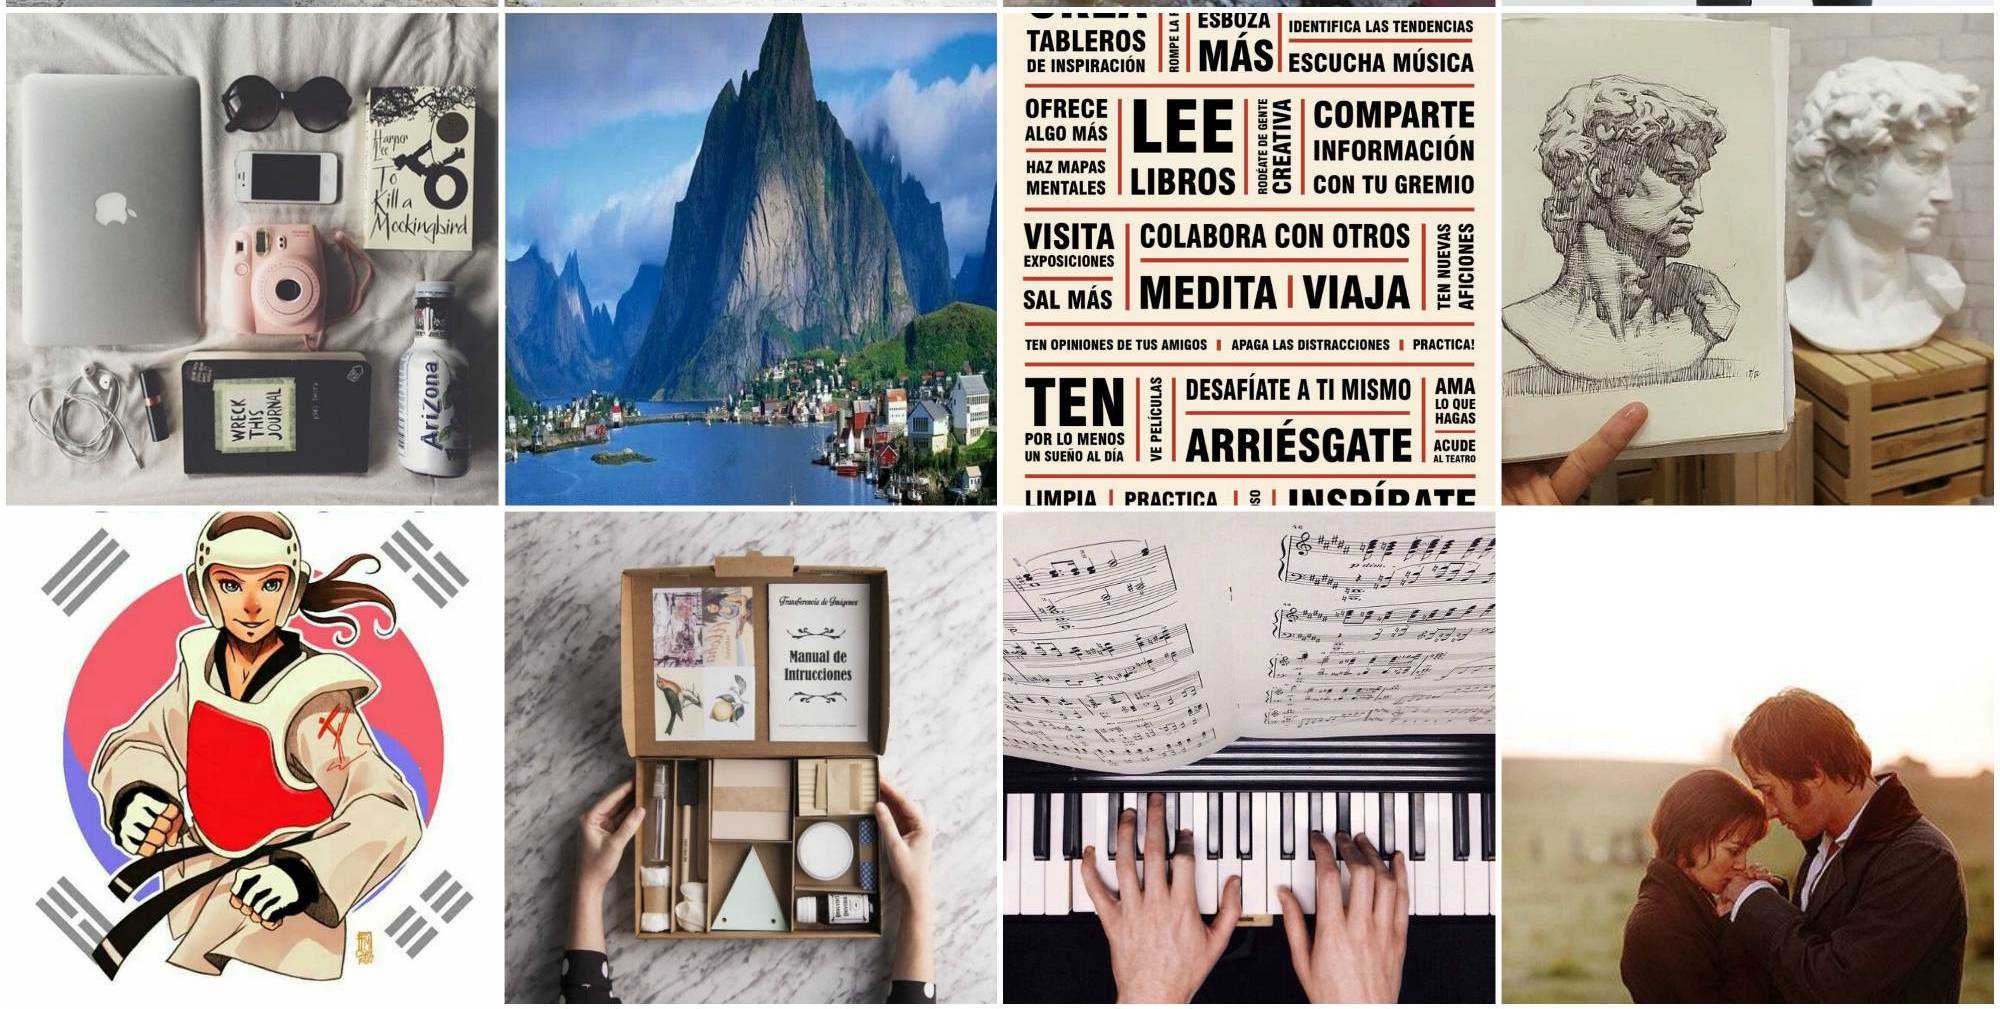 Harper
Lee
To
Kill a
Mockingbird
WRECK
THIS
JOURNAL
AriZona
TABLEROS
DE INSPIRACIÓN
ESBOZA
MÁS
IDENTIFICA LAS TENDENCIAS
ESCUCHA MÚSICA
OFRECE
ALGO MÁS
HAZ MAPAS
MENTALES
LEE
LIBROS
RODÉATE DE GENTE
CREATIVA
COMPARTE
INFORMACIÓN
CON TU GREMIO
VISITA
EXPOSICIONES
SAL MÁS
COLABORA CON OTROS
MEDITA
VIAJA
TEN NUEVAS
AFICIONES
TEN OPINIONES DE TUS AMIGOS
APAGA LAS DISTRACCIONES
PRACTICA!
TEN
POR LO MENOS
UN SUEÑO AL DÍA
VE PELÍCULAS
DESAFÍATE A TI MISMO
ARRIÉSGATE
AMA
LO QUE
HAGAS
ACUDE
AL TEATRO
LIMPIA
PRACTICA
INSPÍRATE
Transferencia de Imágenes
Manual de
Intrucciones
p dim.